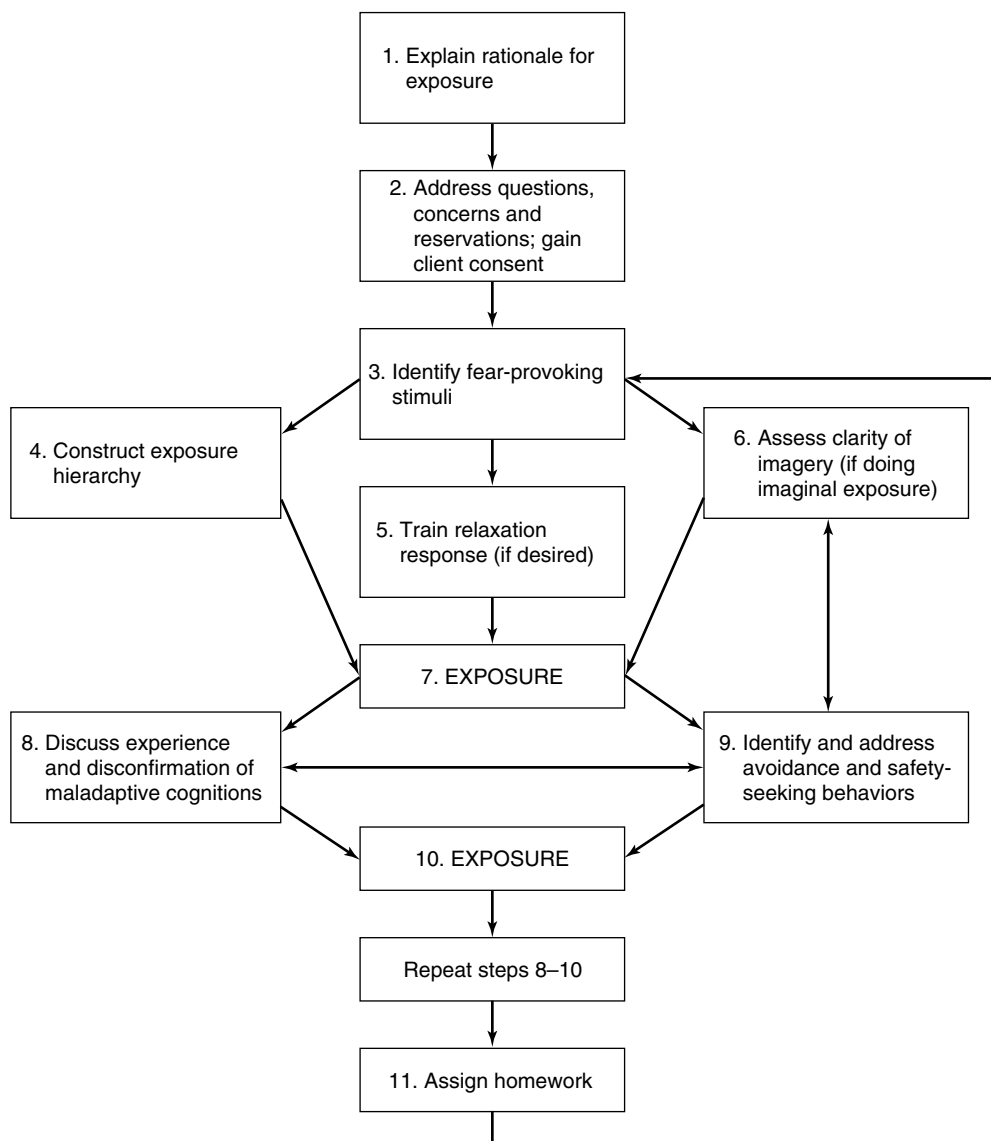 1. Explain rationale for
exposure
2. Address questions,
concerns and
reservations; gain
client consent
3. Identify fear-provoking
stimuli
4. Construct exposure
hierarchy
6. Assess clarity of
imagery (if doing
imaginal exposure)
5. Train relaxation
response (if desired)
7. EXPOSURE
8. Discuss experience
and disconfirmation of
maladaptive cognitions
9. Identify and address
avoidance and safety-
seeking behaviors
10. EXPOSURE
Repeat steps 8–10
11. Assign homework